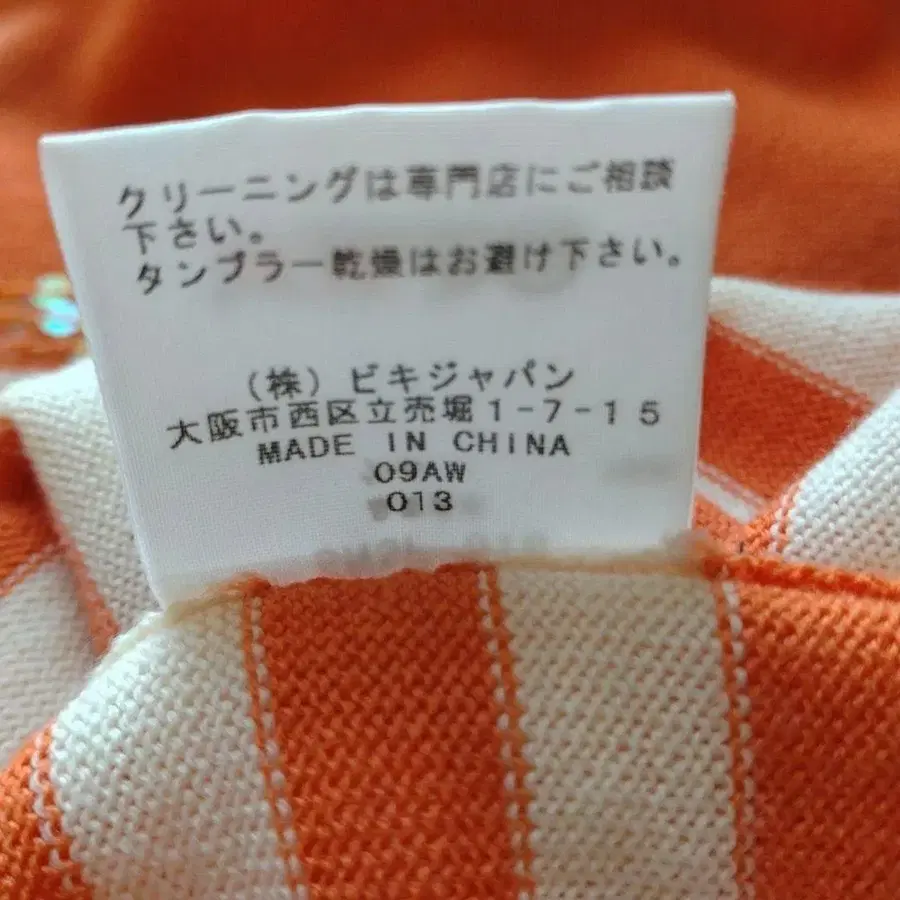 クリーニングは専門店にご相談
下さい。
タンブラー乾燥はお避け下さい。
(株) ビキジャパン
大阪市西区立売堀1-7-15
MADE IN CHINA
09AW
013